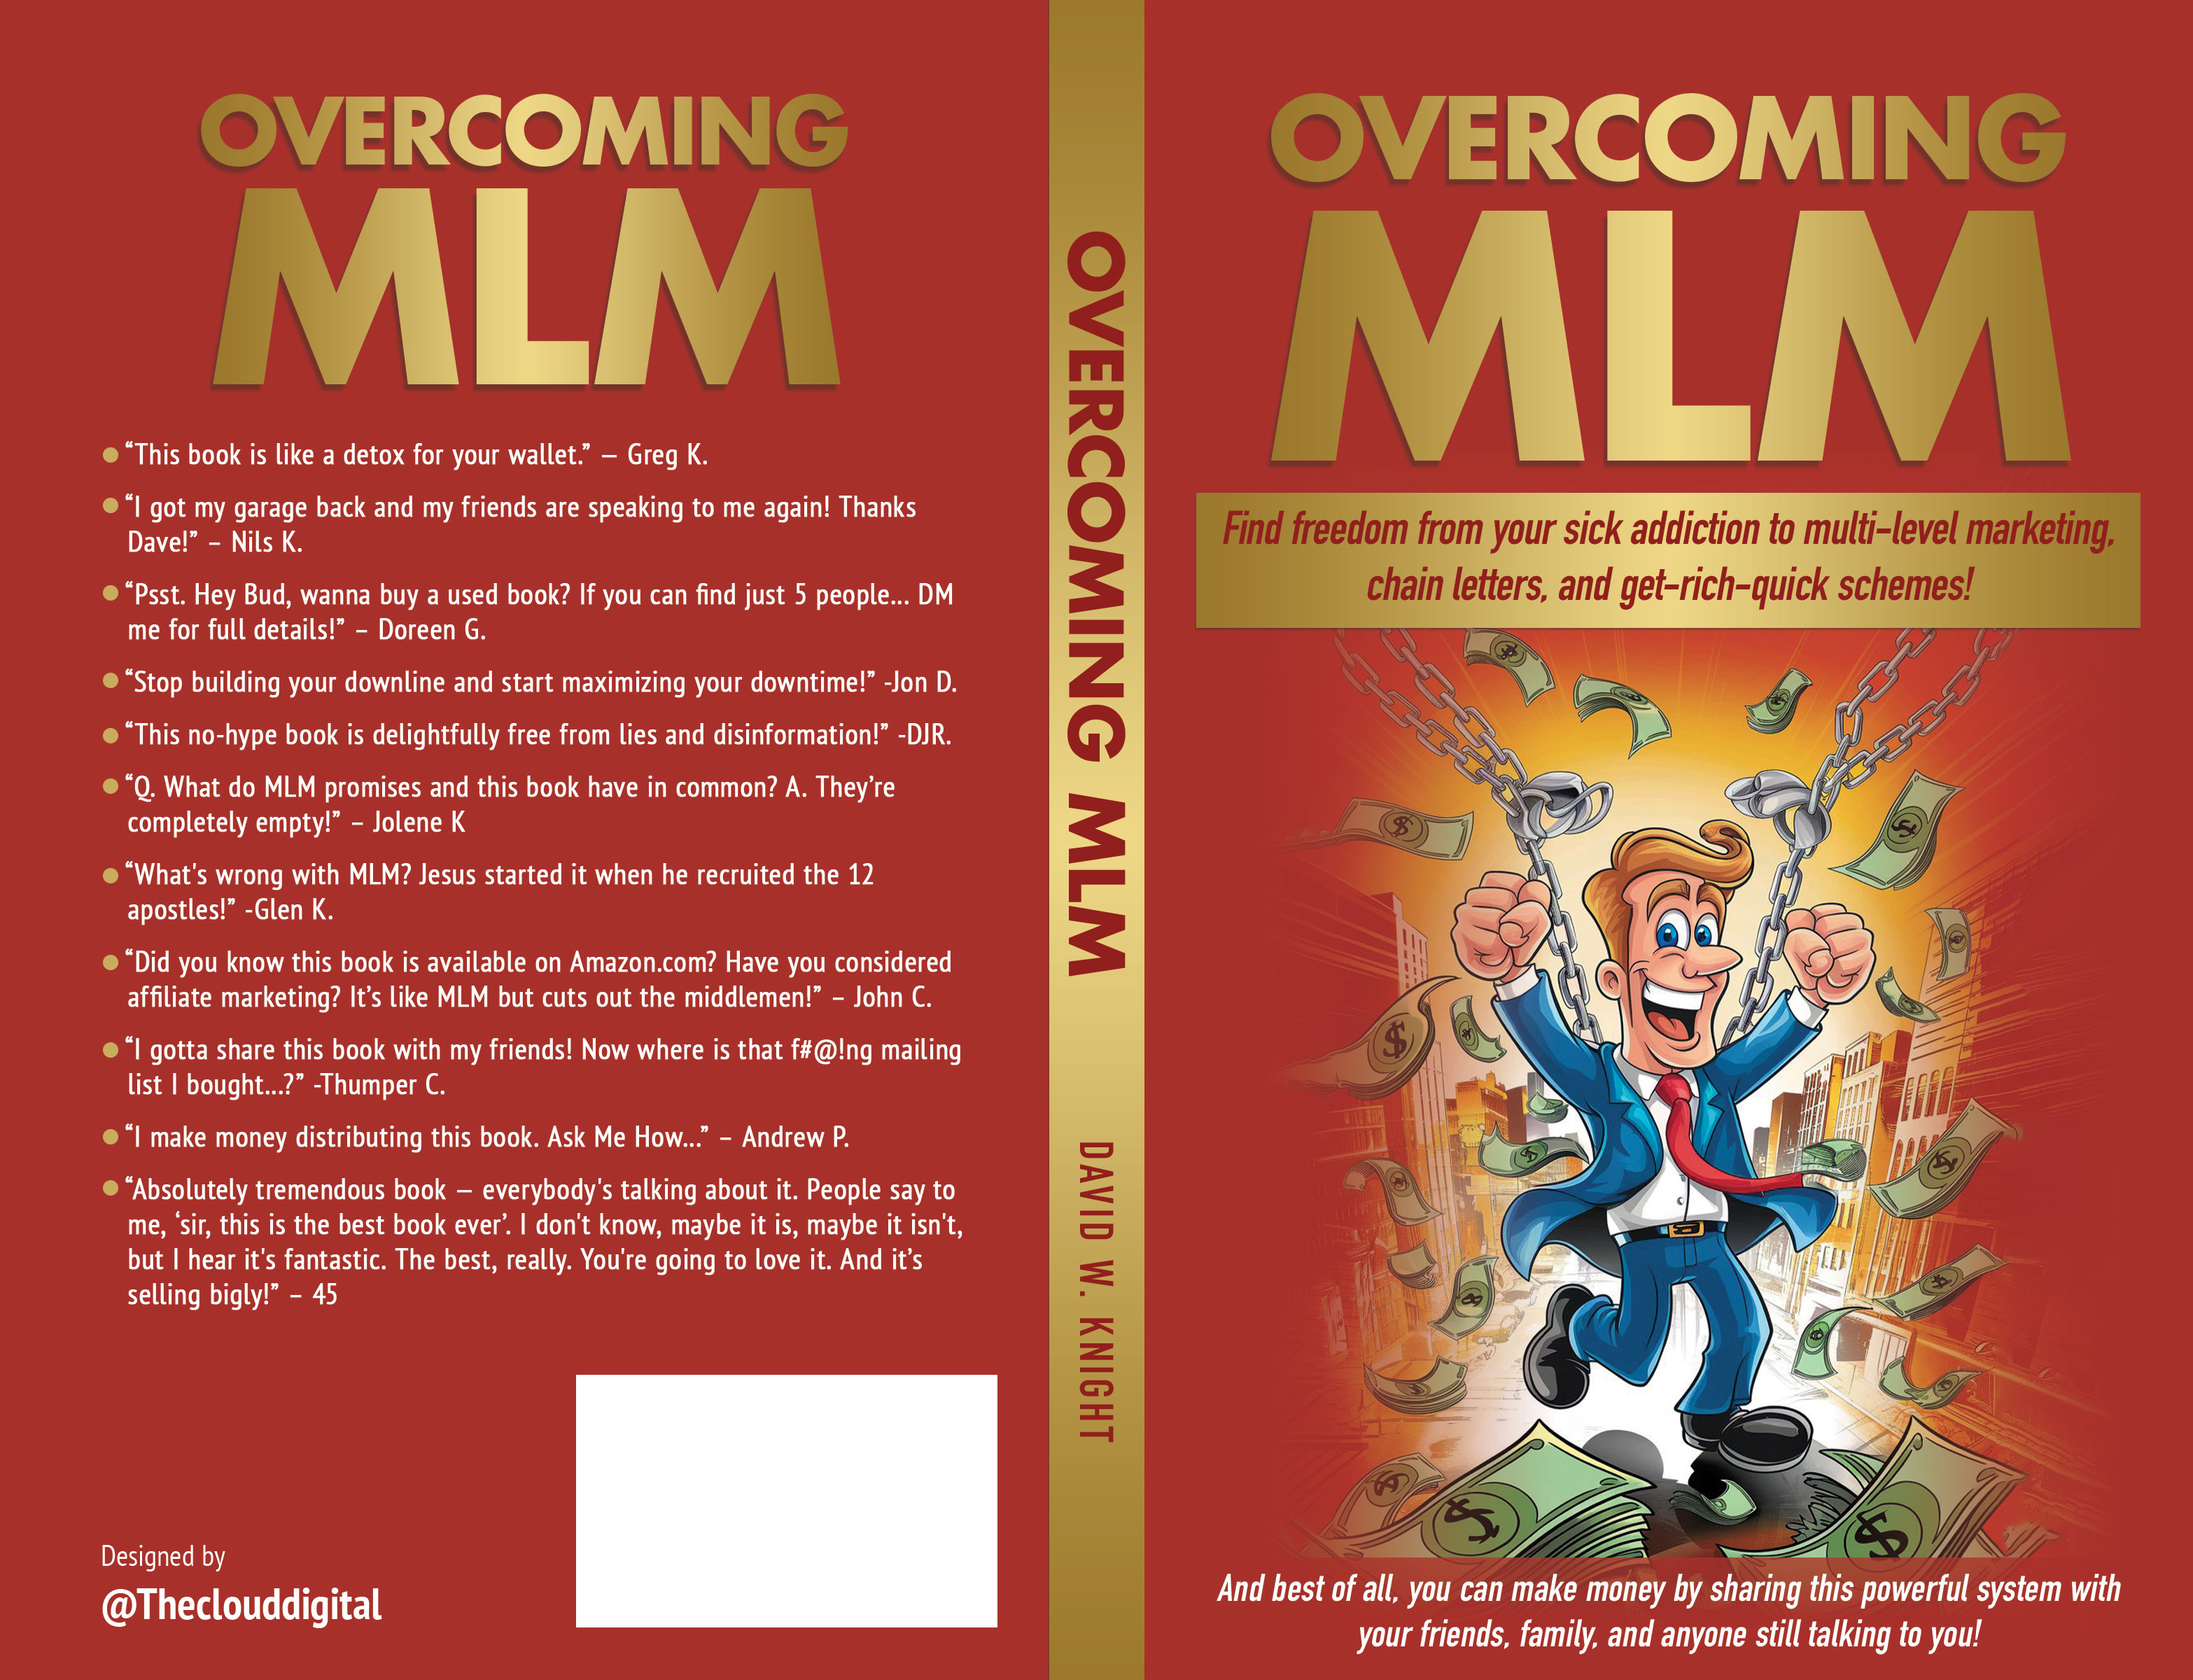 OVERCOMING
MLM
“This book is like a detox for your wallet.” — Greg K.
“I got my garage back and my friends are speaking to me again! Thanks
Dave!” – Nils K.
“Psst. Hey Bud, wanna buy a used book? If you can find just 5 people... DM
me for full details!” – Doreen G.
“Stop building your downline and start maximizing your downtime!” -Jon D.
“This no-hype book is delightfully free from lies and disinformation!” -DJR.
“Q. What do MLM promises and this book have in common? A. They’re
completely empty!” – Jolene K
“What's wrong with MLM? Jesus started it when he recruited the 12
apostles!” -Glen K.
“Did you know this book is available on Amazon.com? Have you considered
affiliate marketing? It’s like MLM but cuts out the middlemen!” – John C.
“I gotta share this book with my friends! Now where is that f#@!ng mailing
list I bought...?” -Thumper C.
“I make money distributing this book. Ask Me How...” – Andrew P.
“Absolutely tremendous book — everybody's talking about it. People say to
me, ‘sir, this is the best book ever’. I don't know, maybe it is, maybe it isn't,
but I hear it's fantastic. The best, really. You're going to love it. And it’s
selling bigly!” – 45
Designed by
@Theclouddigital
OVERCOMING MLM
DAVID W. KNIGHT
OVERCOMING
MLM
Find freedom from your sick addiction to multi-level marketing,
chain letters, and get-rich-quick schemes!
And best of all, you can make money by sharing this powerful system with
your friends, family, and anyone still talking to you!